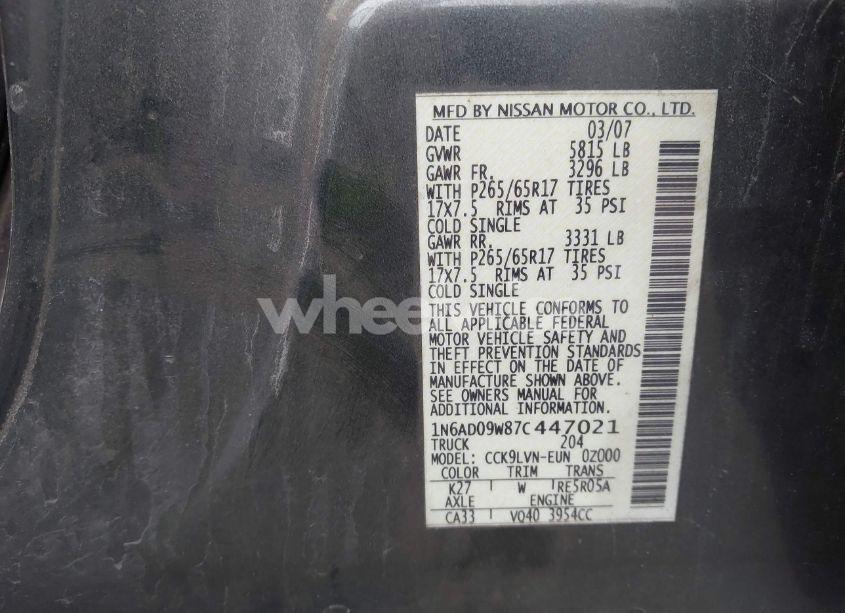 MFD BY NISSAN MOTOR CO., LTD.
DATE 03/07
GVWR 5815 LB
GAWR FR. 3296 LB
WITH P265/65R17 TIRES
17X7.5 RIMS AT 35 PSI
COLD SINGLE
GAWR RR. 3331 LB
WITH P265/65R17 TIRES
17X7.5 RIMS AT 35 PSI
COLD SINGLE
THIS VEHICLE CONFORMS TO
ALL APPLICABLE FEDERAL
MOTOR VEHICLE SAFETY AND
THEFT PREVENTION STANDARDS
IN EFFECT ON THE DATE OF
MANUFACTURE SHOWN ABOVE.
SEE OWNERS MANUAL FOR
ADDITIONAL INFORMATION
1N6AD09W87C447021
TRUCK 204
MODEL: CCK9LVN-EUN 0Z000
COLOR TRIM TRANS
K27 W RE5R05A
AXLE ENGINE
CA33 VQ40 3954CC